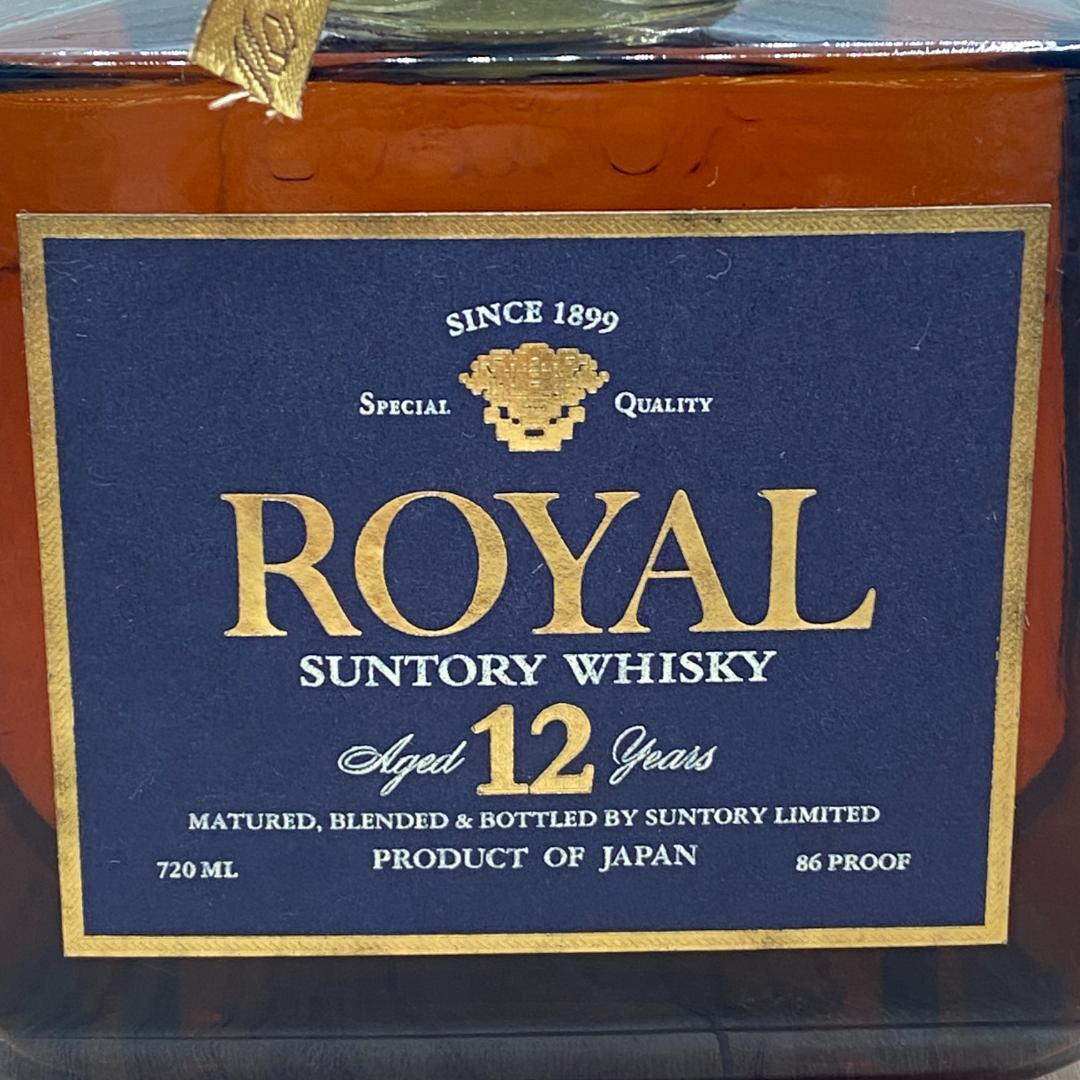 SINCE 1899
SPECIAL QUALITY
ROYAL
SUNTORY WHISKY
Aged 12 Years
MATURED, BLENDED & BOTTLED BY SUNTORY LIMITED
720 ML PRODUCT OF JAPAN 86 PROOF